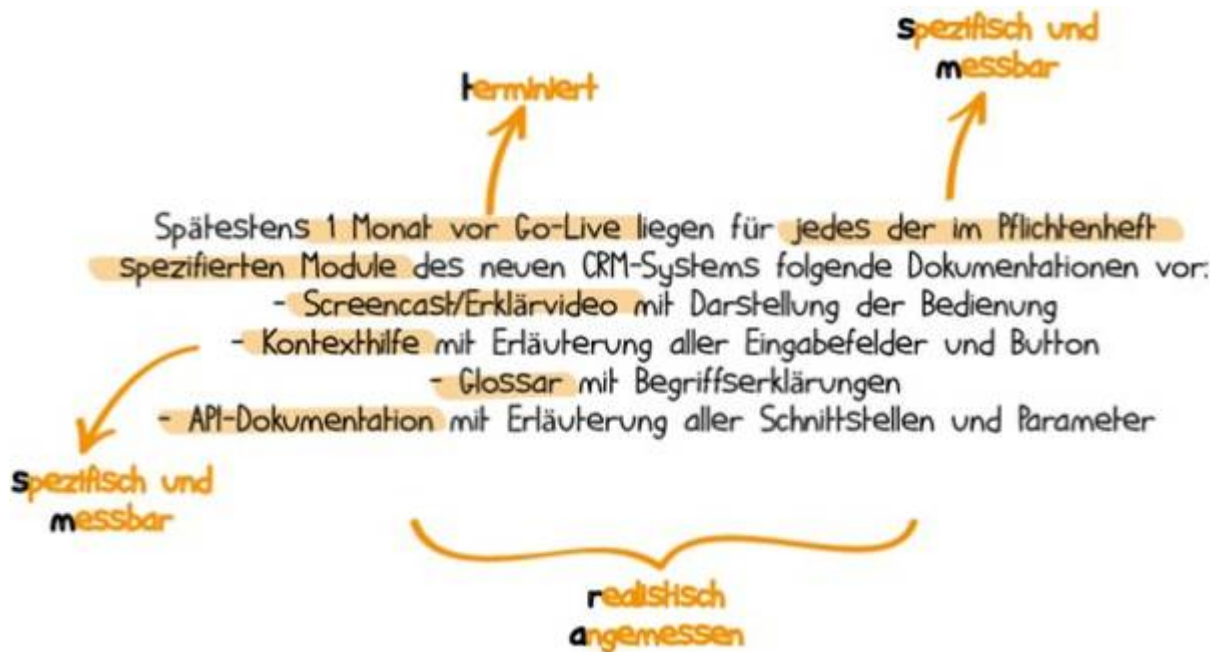 spezifisch und
messbar
terminiert
Spätestens 1 Monat vor Go-Live liegen für jedes der im Pflichtenheft
spezifierten Module des neuen CRM-Systems folgende Dokumentationen vor:
- Screencast/Erklärvideo mit Darstellung der Bedienung
- Kontexthilfe mit Erläuterung aller Eingabefelder und Button
- Glossar mit Begriffserklärungen
- API-Dokumentation mit Erläuterung aller Schnittstellen und Parameter
spezifisch und
messbar
realistisch
angemessen